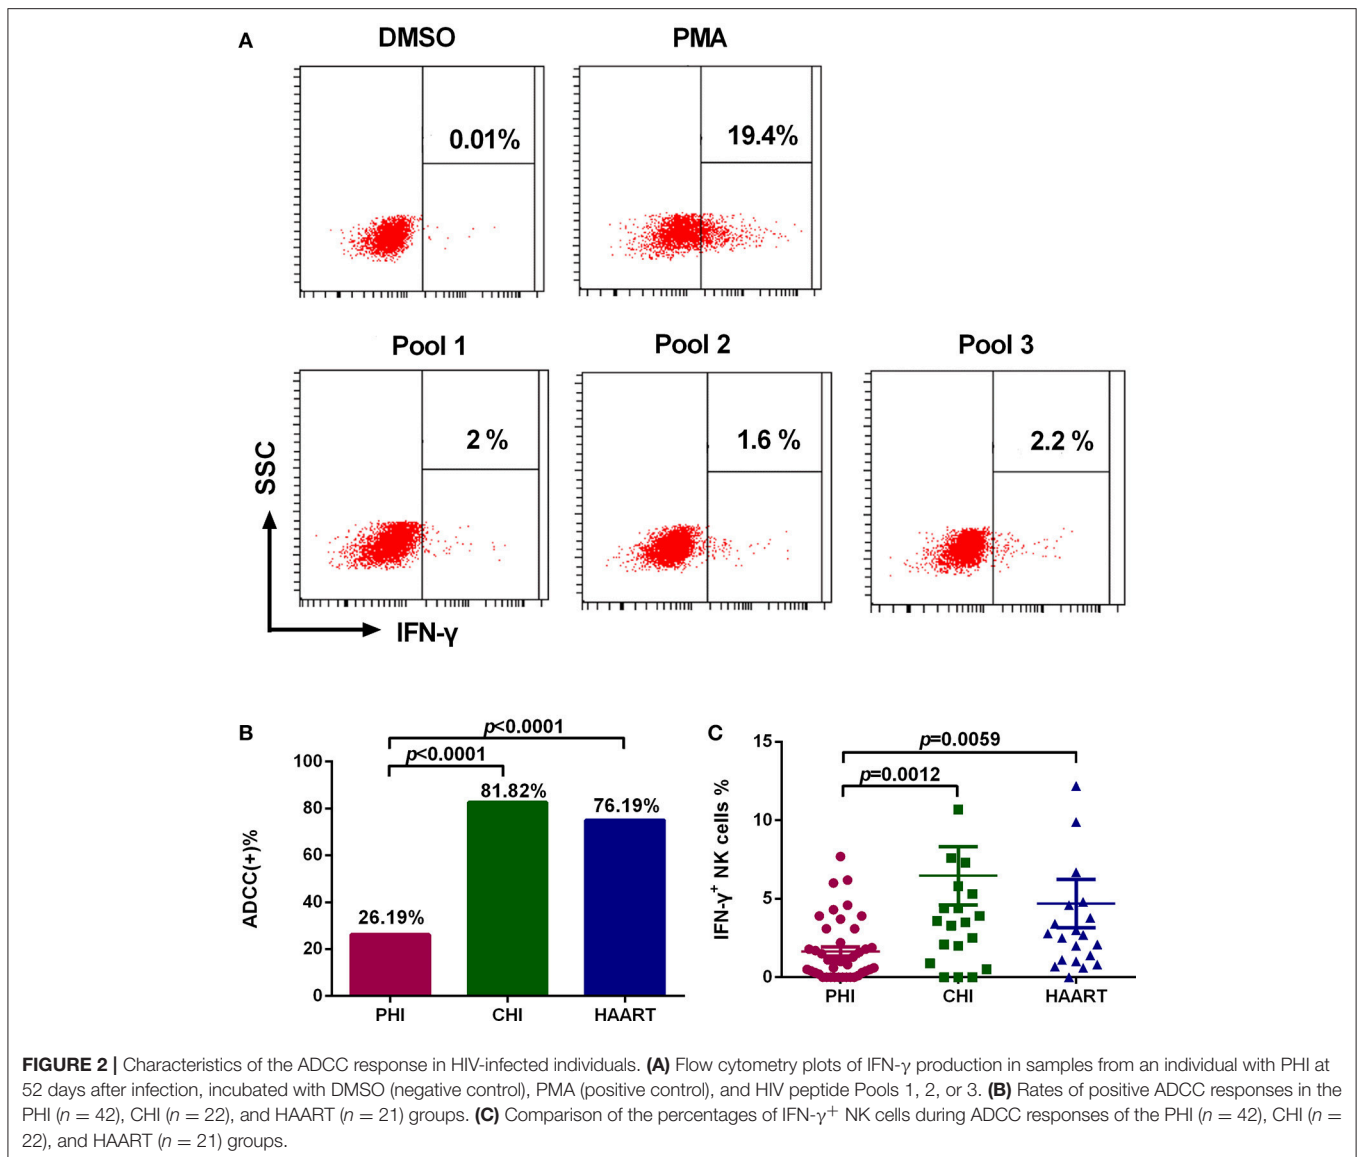 A
DMSO
PMA
0.01%
19.4%
Pool 1
Pool 2
Pool 3
2 %
1.6 %
2.2 %
SSC
IFN-γ
B
p<0.0001
p<0.0001
100
80
60
40
20
0
ADCC(+)%
26.19%
81.82%
76.19%
PHI
CHI
HAART
C
p=0.0059
p=0.0012
15
10
5
0
IFN-γ+ NK cells %
PHI
CHI
HAART
FIGURE 2 | Characteristics of the ADCC response in HIV-infected individuals. (A) Flow cytometry plots of IFN-γ production in samples from an individual with PHI at
52 days after infection, incubated with DMSO (negative control), PMA (positive control), and HIV peptide Pools 1, 2, or 3. (B) Rates of positive ADCC responses in the
PHI (n = 42), CHI (n = 22), and HAART (n = 21) groups. (C) Comparison of the percentages of IFN-γ+ NK cells during ADCC responses of the PHI (n = 42), CHI (n =
22), and HAART (n = 21) groups.